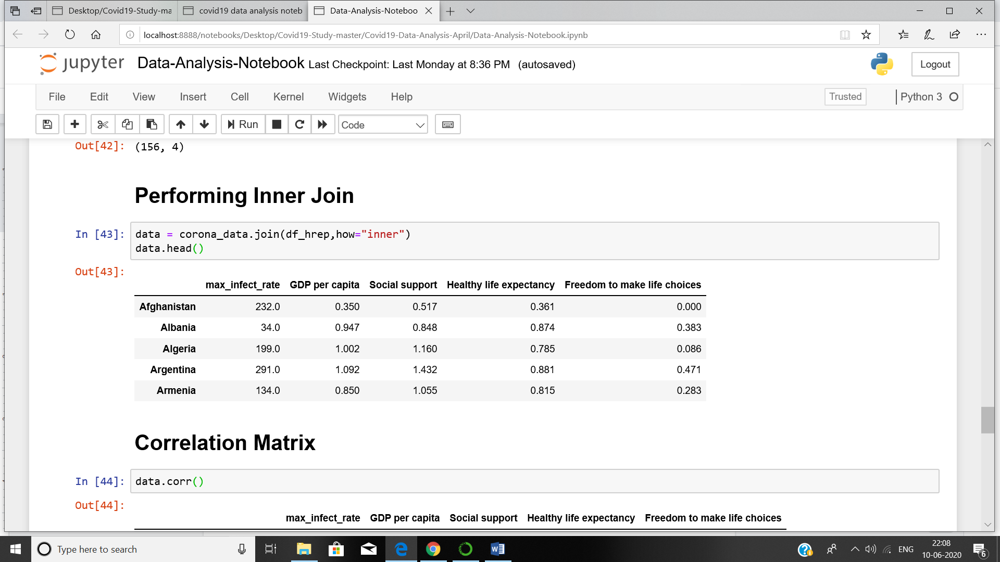 Desktop/Covid19-Study-ma
covid19 data analysis noteb
Data-Analysis-Noteboo
localhost:8888/notebooks/Desktop/Covid19-Study-master/Covid19-Data-Analysis-April/Data-Analysis-Notebook.ipynb
jupyter Data-Analysis-Notebook Last Checkpoint: Last Monday at 8:36 PM (autosaved)
Logout
File Edit View Insert Cell Kernel Widgets Help Trusted Python 3
Run Code
Out[42]: (156, 4)
Performing Inner Join
In [43]: data = corona_data.join(df_hrep,how="inner")
data.head()
Out[43]:
max_infect_rate GDP per capita Social support Healthy life expectancy Freedom to make life choices
Afghanistan 232.0 0.350 0.517 0.361 0.000
Albania 34.0 0.947 0.848 0.874 0.383
Algeria 199.0 1.002 1.160 0.785 0.086
Argentina 291.0 1.092 1.432 0.881 0.471
Armenia 134.0 0.850 1.055 0.815 0.283
Correlation Matrix
In [44]: data.corr()
Out[44]:
max_infect_rate GDP per capita Social support Healthy life expectancy Freedom to make life choices
Type here to search
ENG
22:08
10-06-2020
6